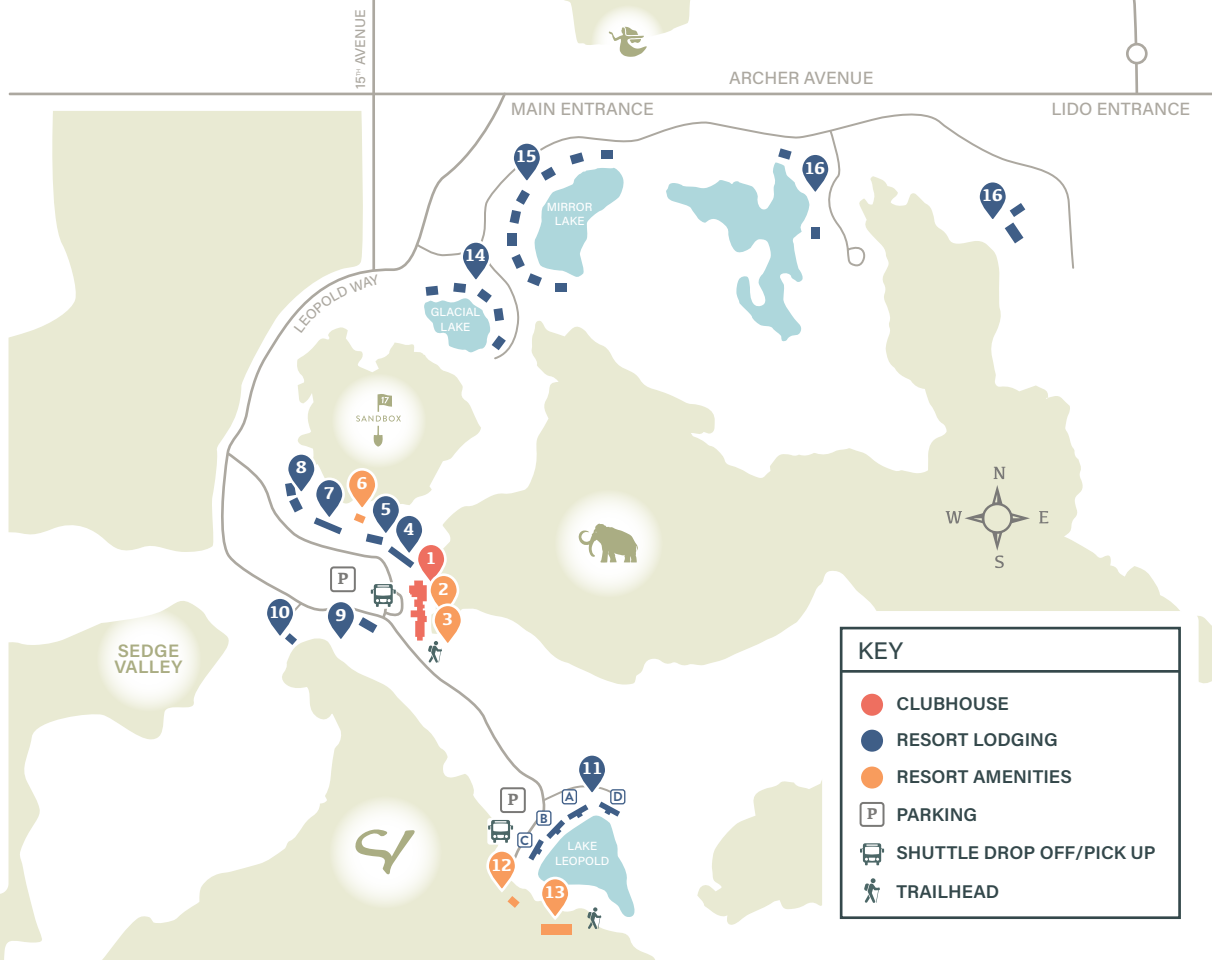 15TH AVENUE
ARCHER AVENUE
MAIN ENTRANCE
LIDO ENTRANCE
15
16
16
MIRROR
LAKE
14
LEOPOLD WAY
GLACIAL
LAKE
17
SANDBOX
8
7
6
5
4
N
W
E
S
1
P
2
10
9
3
SEDGE
VALLEY
KEY
CLUBHOUSE
RESORT LODGING
RESORT AMENITIES
P PARKING
SHUTTLE DROP OFF/PICK UP
TRAILHEAD
11
P
A
D
B
C
LAKE
LEOPOLD
12
13